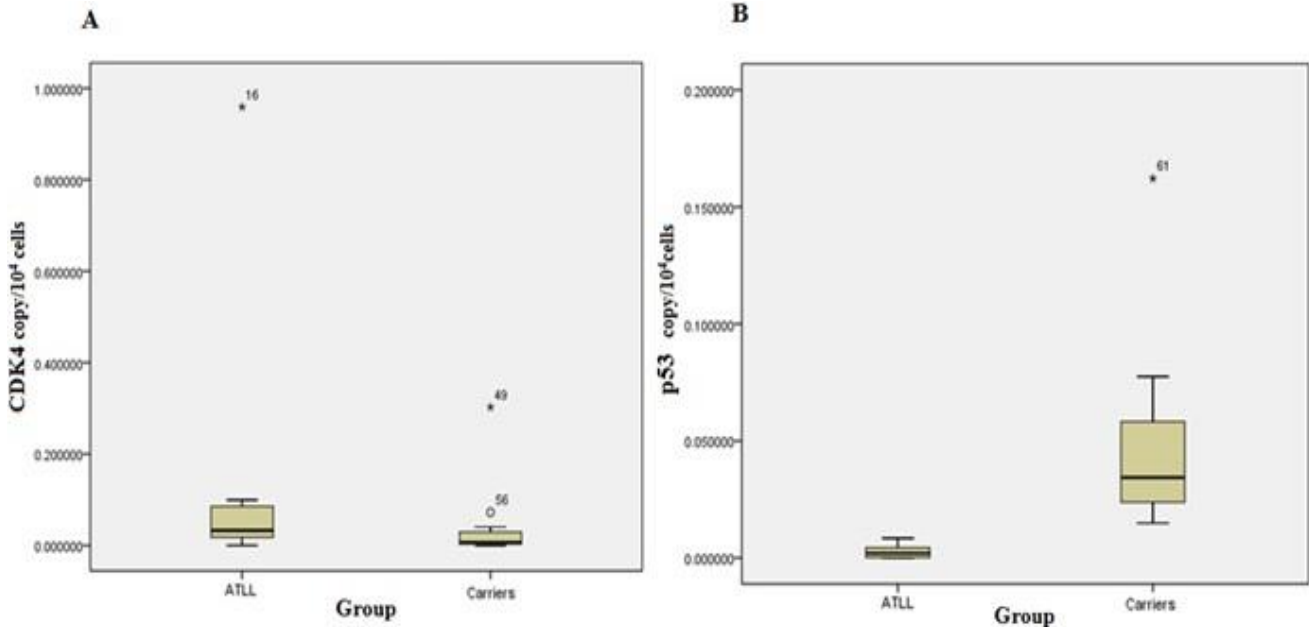 A
CDK4 copy/10⁴ cells
1.000000
0.800000
0.600000
0.400000
0.200000
0.000000
*16
*49
56
ATLL
Carriers
Group
B
p53 copy/10⁴cells
0.200000
0.150000
0.100000
0.050000
0.000000
*61
ATLL
Carriers
Group